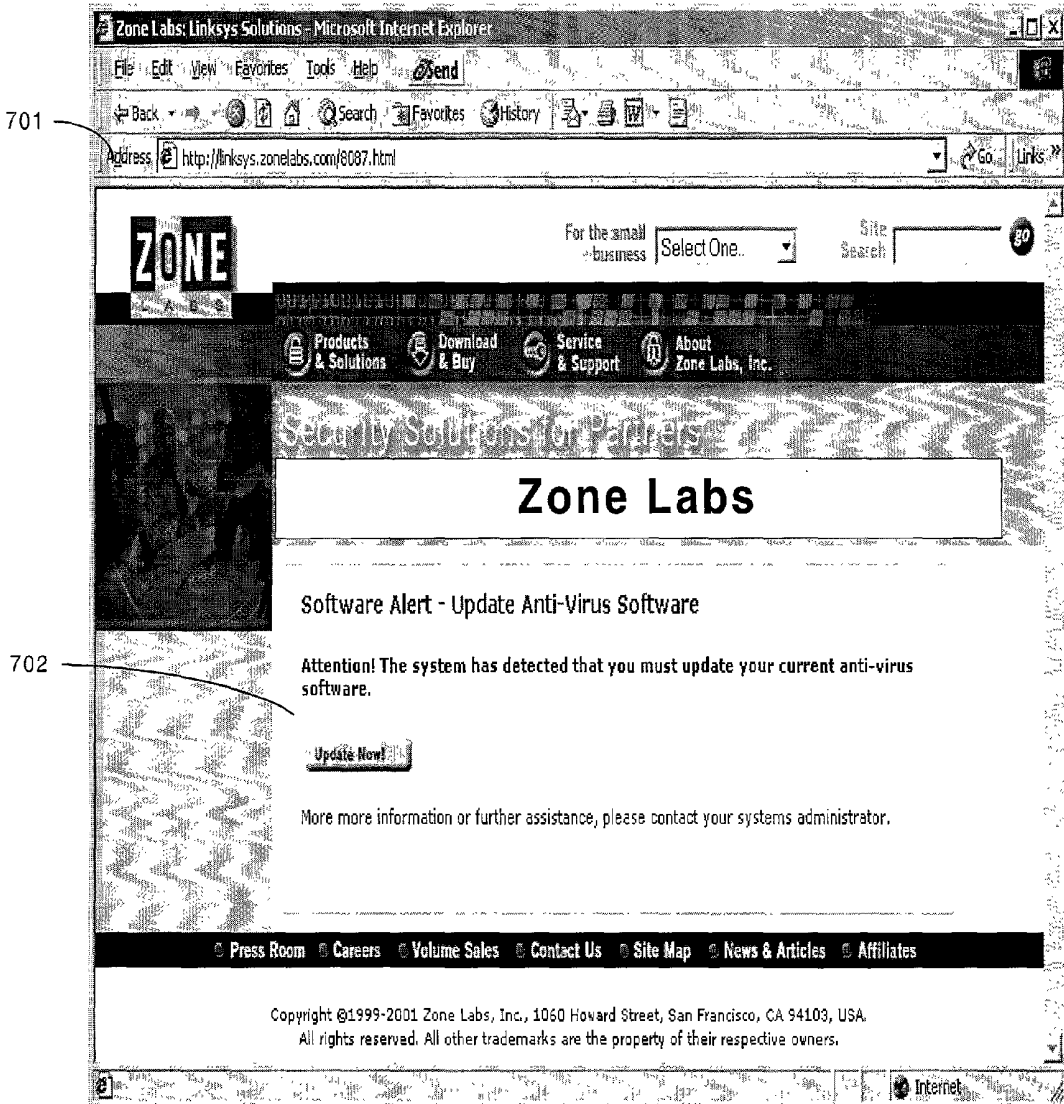 Zone Labs: Linksys Solutions - Microsoft Internet Explorer
File Edit View Favorites Tools Help Send
Back Search Favorites History
701
Address http://linksys.zonelabs.com/8087.html Go Links »
ZONE
LABS
For the small business Select One..
Site Search go
Products & Solutions
Download & Buy
Service & Support
About Zone Labs, Inc.
Security Solutions for Partners
Zone Labs
Software Alert - Update Anti-Virus Software
702
Attention! The system has detected that you must update your current anti-virus
software.
Update Now!
More more information or further assistance, please contact your systems administrator.
Press Room Careers Volume Sales Contact Us Site Map News & Articles Affiliates
Copyright ©1999-2001 Zone Labs, Inc., 1060 Howard Street, San Francisco, CA 94103, USA.
All rights reserved. All other trademarks are the property of their respective owners.
Internet